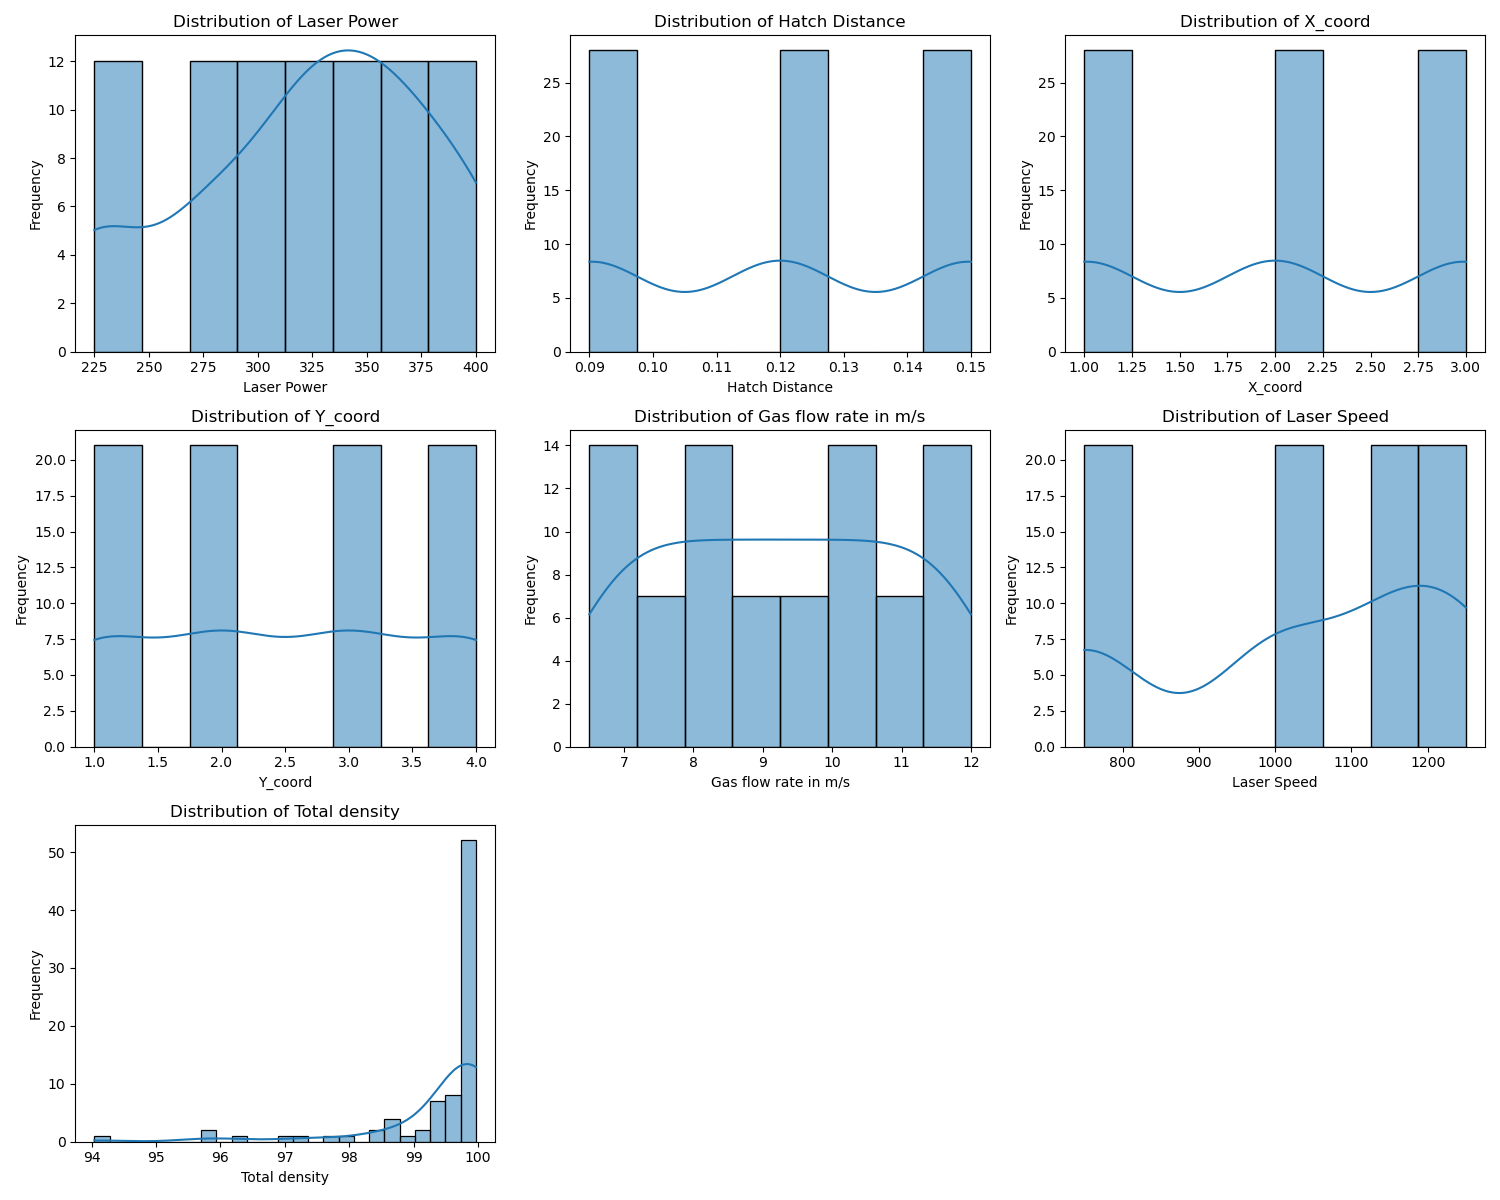 Distribution of Laser Power
Frequency
12
10
8
6
4
2
0
225 250 275 300 325 350 375 400
Laser Power
Distribution of Hatch Distance
Frequency
25
20
15
10
5
0
0.09 0.10 0.11 0.12 0.13 0.14 0.15
Hatch Distance
Distribution of X_coord
Frequency
25
20
15
10
5
0
1.00 1.25 1.50 1.75 2.00 2.25 2.50 2.75 3.00
X_coord
Distribution of Y_coord
Frequency
20.0
17.5
15.0
12.5
10.0
7.5
5.0
2.5
0.0
1.0 1.5 2.0 2.5 3.0 3.5 4.0
Y_coord
Distribution of Gas flow rate in m/s
Frequency
14
12
10
8
6
4
2
0
7 8 9 10 11 12
Gas flow rate in m/s
Distribution of Laser Speed
Frequency
20.0
17.5
15.0
12.5
10.0
7.5
5.0
2.5
0.0
800 900 1000 1100 1200
Laser Speed
Distribution of Total density
Frequency
50
40
30
20
10
0
94 95 96 97 98 99 100
Total density